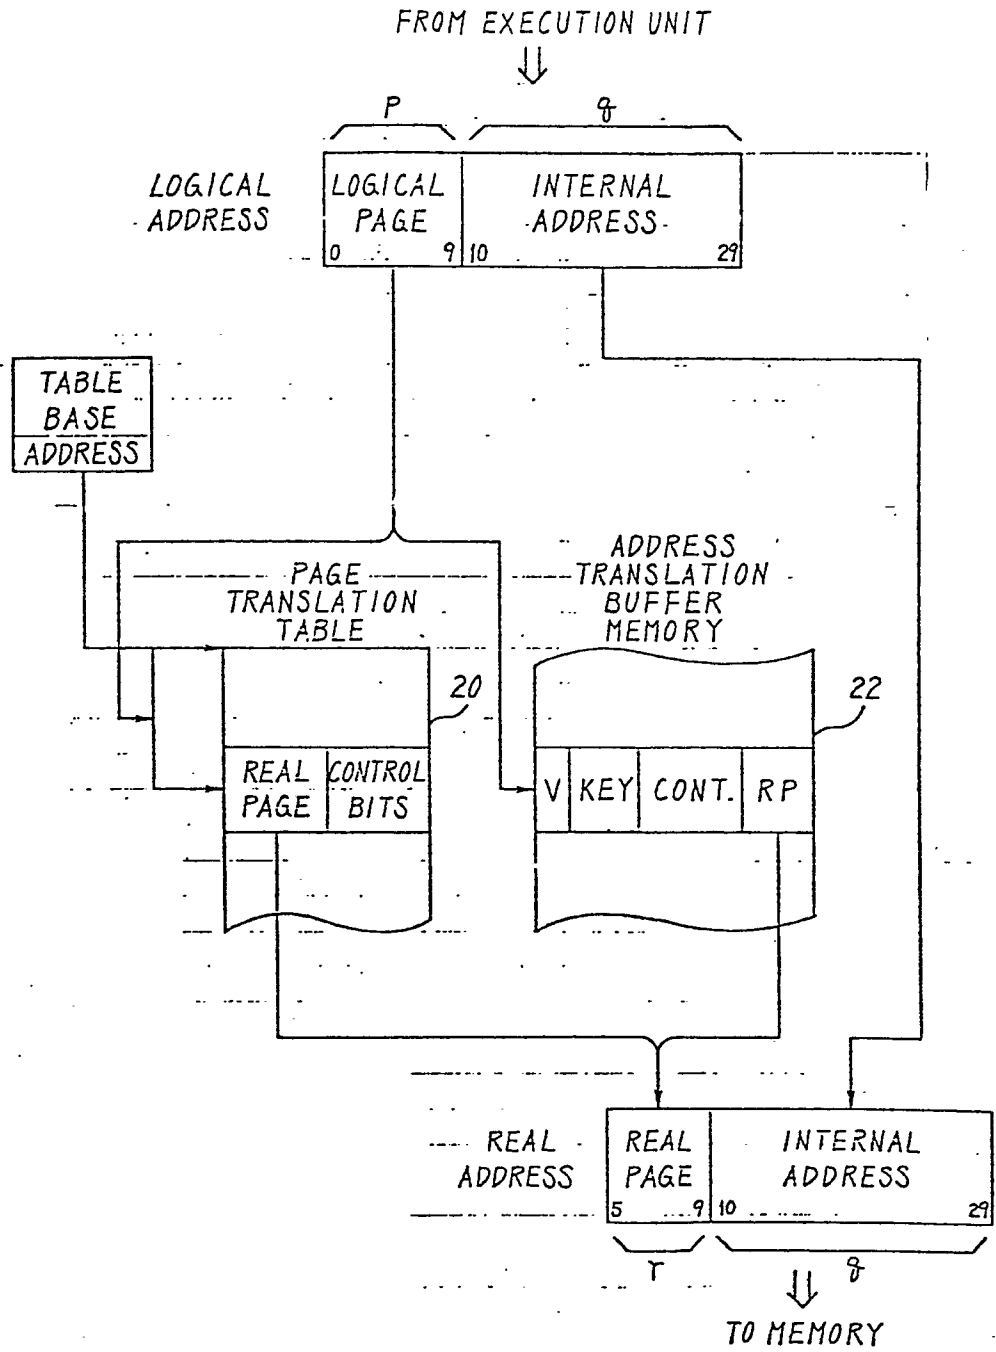 FROM EXECUTION UNIT
p q
LOGICAL ADDRESS
LOGICAL PAGE
0 9
INTERNAL ADDRESS
10 29
TABLE
BASE
ADDRESS
PAGE
TRANSLATION
TABLE
ADDRESS
TRANSLATION
BUFFER
MEMORY
20
22
REAL PAGE
CONTROL BITS
V KEY CONT. RP
REAL ADDRESS
REAL PAGE
5 9
INTERNAL ADDRESS
10 29
r q
TO MEMORY